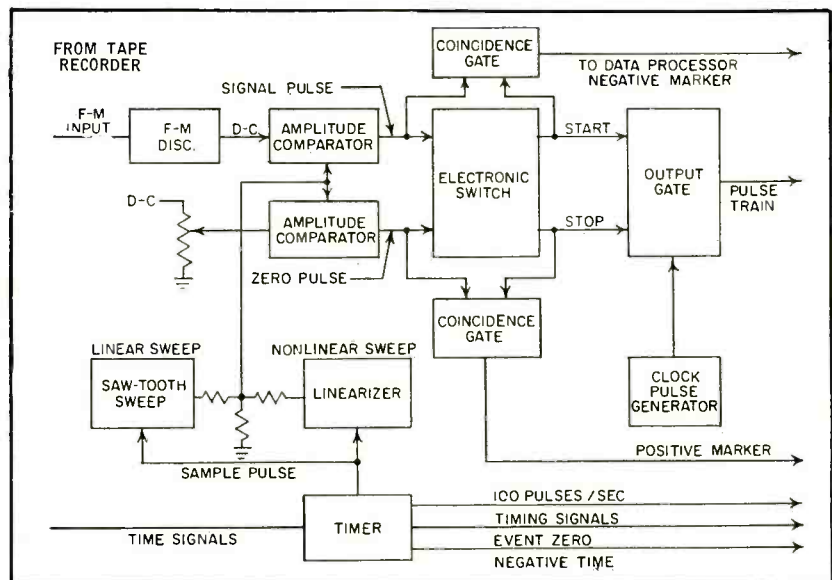 FROM TAPE
RECORDER
F-M
INPUT
F-M
DISC.
D-C
SIGNAL PULSE
AMPLITUDE
COMPARATOR
COINCIDENCE
GATE
TO DATA PROCESSOR
NEGATIVE MARKER
ELECTRONIC
SWITCH
START
STOP
OUTPUT
GATE
PULSE
TRAIN
D-C
AMPLITUDE
COMPARATOR
ZERO PULSE
COINCIDENCE
GATE
LINEAR SWEEP
SAW-TOOTH
SWEEP
NONLINEAR SWEEP
LINEARIZER
CLOCK
PULSE
GENERATOR
SAMPLE PULSE
POSITIVE MARKER
TIME SIGNALS
TIMER
100 PULSES/SEC
TIMING SIGNALS
EVENT ZERO
NEGATIVE TIME